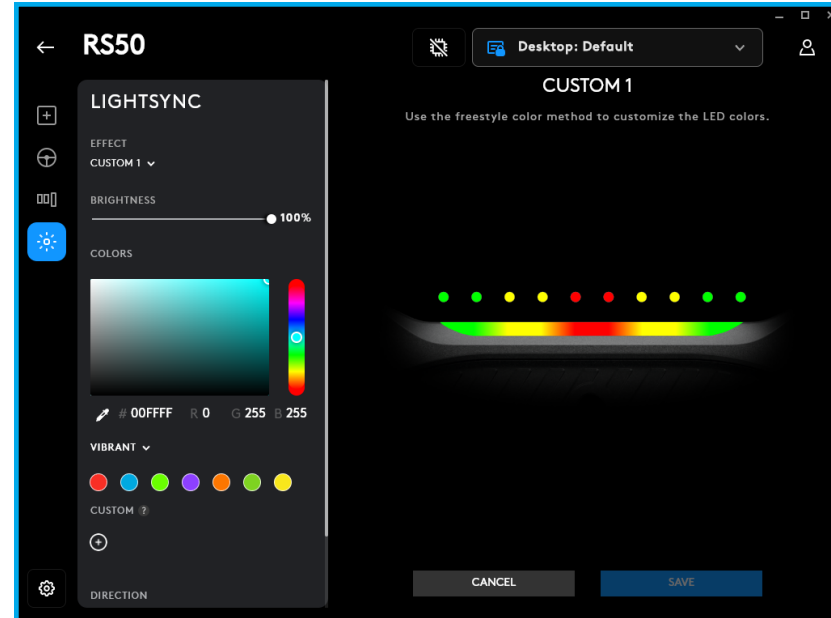 RS50
Desktop: Default
LIGHTSYNC
EFFECT
CUSTOM 1
BRIGHTNESS
100%
COLORS
# 00FFFF R 0 G 255 B 255
VIBRANT
CUSTOM ?
DIRECTION
CUSTOM 1
Use the freestyle color method to customize the LED colors.
CANCEL
SAVE